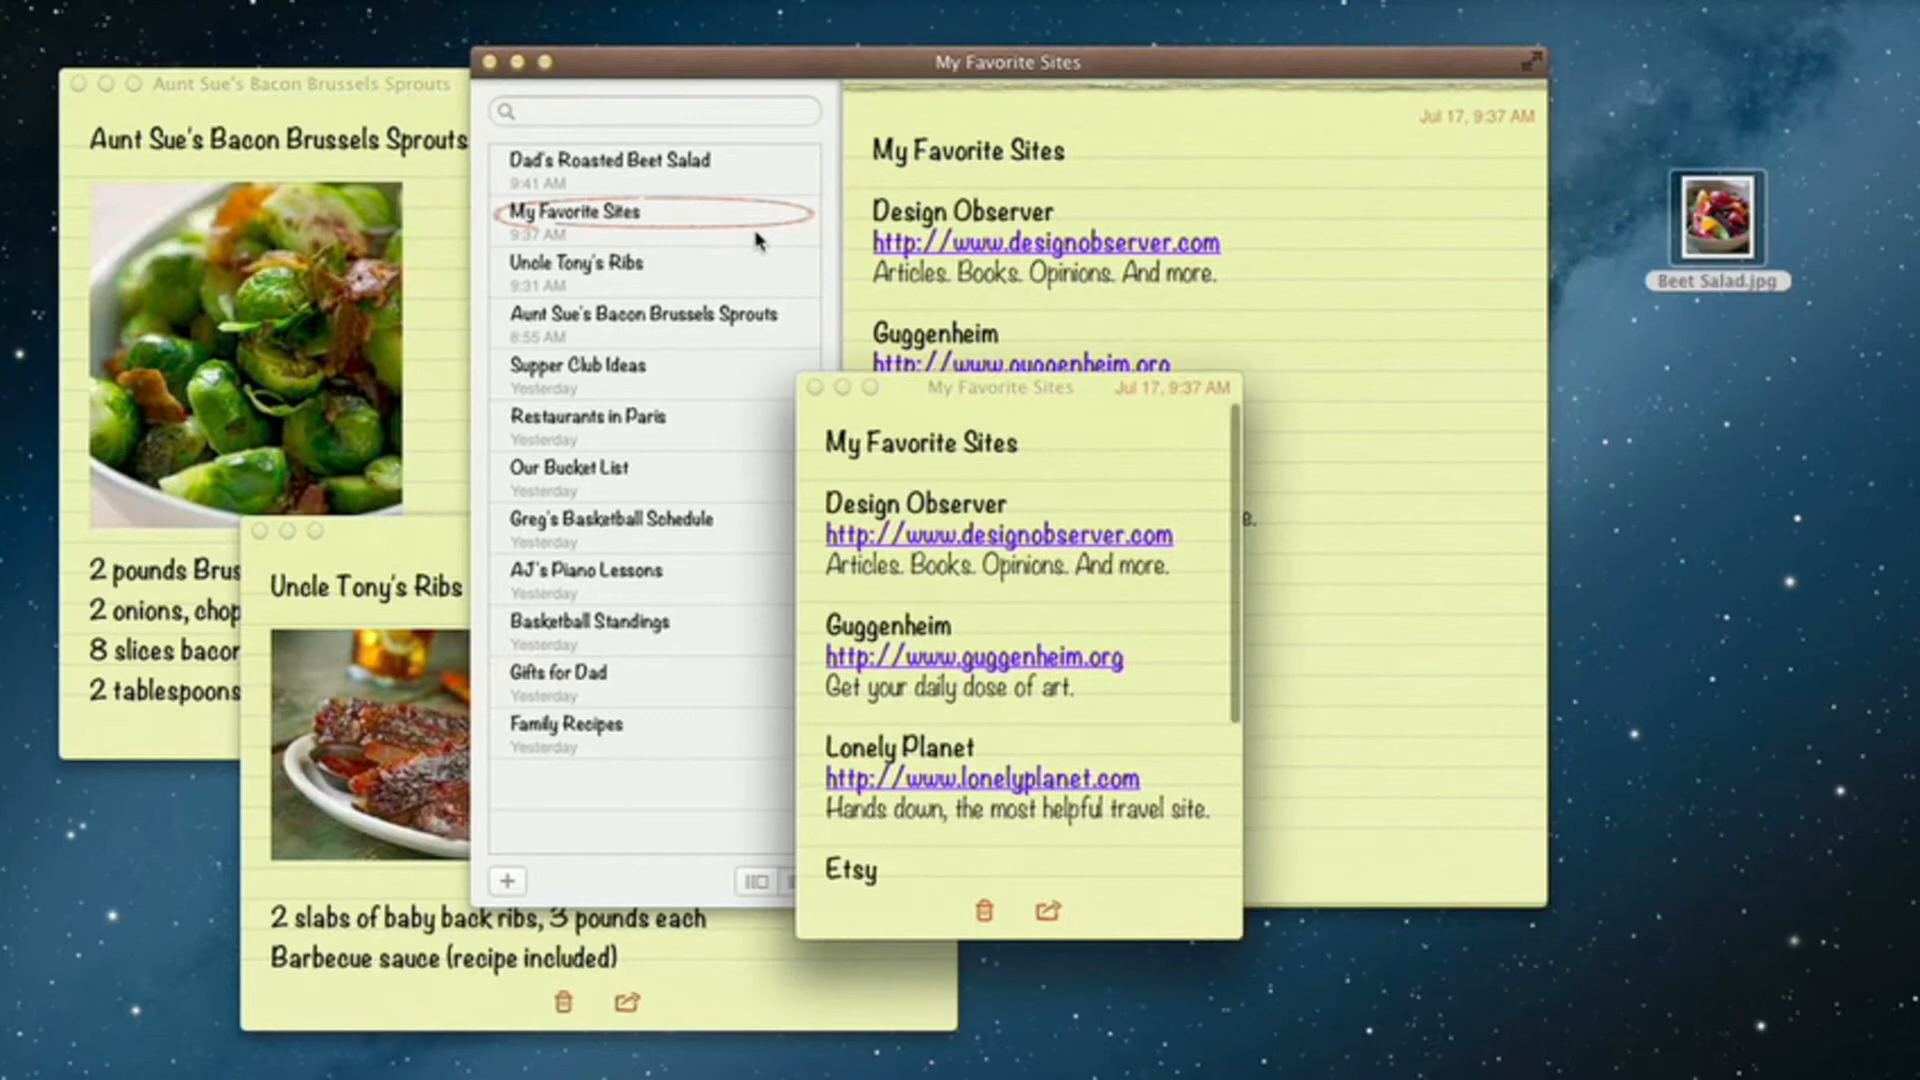 Aunt Sue's Bacon Brussels Sprouts
Aunt Sue's Bacon Brussels Sprouts
2 pounds Brus
2 onions, chop
8 slices bacon
2 tablespoons
Uncle Tony's Ribs
2 slabs of baby back ribs, 3 pounds each
Barbecue sauce (recipe included)
My Favorite Sites
Dad's Roasted Beet Salad
9:41 AM
My Favorite Sites
9:37 AM
Uncle Tony's Ribs
9:31 AM
Aunt Sue's Bacon Brussels Sprouts
8:55 AM
Supper Club Ideas
Yesterday
Restaurants in Paris
Yesterday
Our Bucket List
Yesterday
Greg's Basketball Schedule
Yesterday
AJ's Piano Lessons
Yesterday
Basketball Standings
Yesterday
Gifts for Dad
Yesterday
Family Recipes
Yesterday
Jul 17, 9:37 AM
My Favorite Sites
Design Observer
http://www.designobserver.com
Articles. Books. Opinions. And more.
Guggenheim
http://www.guggenheim.org
e.
My Favorite Sites Jul 17, 9:37 AM
My Favorite Sites
Design Observer
http://www.designobserver.com
Articles. Books. Opinions. And more.
Guggenheim
http://www.guggenheim.org
Get your daily dose of art.
Lonely Planet
http://www.lonelyplanet.com
Hands down, the most helpful travel site.
Etsy
Beet Salad.jpg